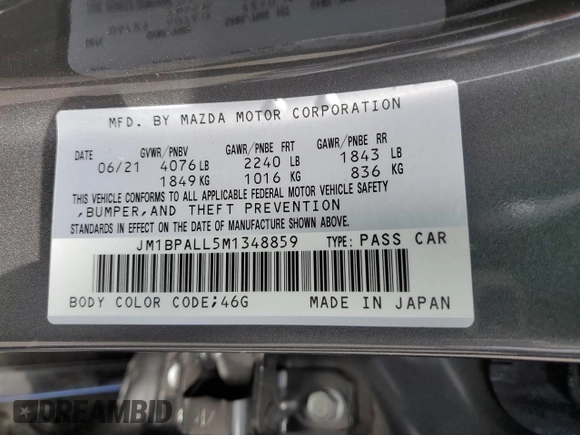 MFD. BY MAZDA MOTOR CORPORATION
GVWR/PNBV GAWR/PNBE FRT GAWR/PNBE RR
06/21 4076 LB 2240 LB 1843 LB
1849 KG 1016 KG 836 KG
THIS VEHICLE CONFORMS TO ALL APPLICABLE FEDERAL MOTOR VEHICLE SAFETY
,BUMPER,AND THEFT PREVENTION
STANDARDS IN EFFECT ON THE DATE OF MANUFACTURE SHOWN ABOVE.
JM1BPALL5M1348859 TYPE: PASS CAR
BODY COLOR CODE;46G MADE IN JAPAN
DREAMBID